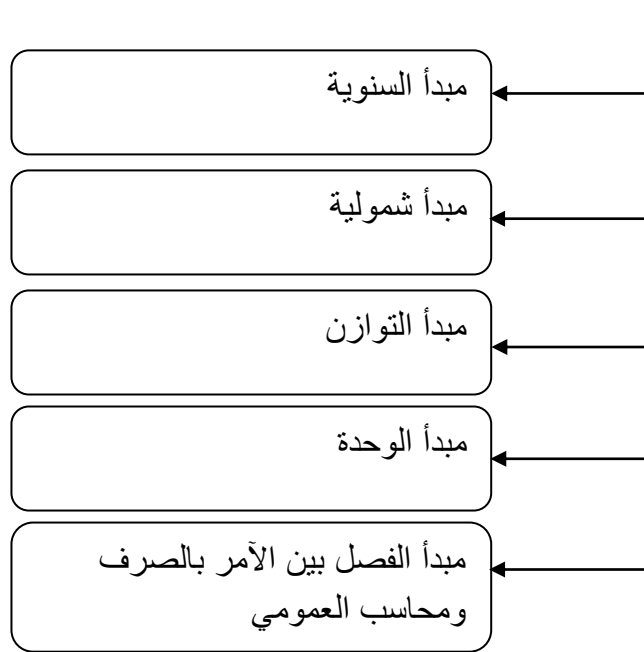 مبدأ السنوية
مبدأ شمولية
مبدأ التوازن
مبدأ الوحدة
مبدأ الفصل بين الآمر بالصرف
ومحاسب العمومي